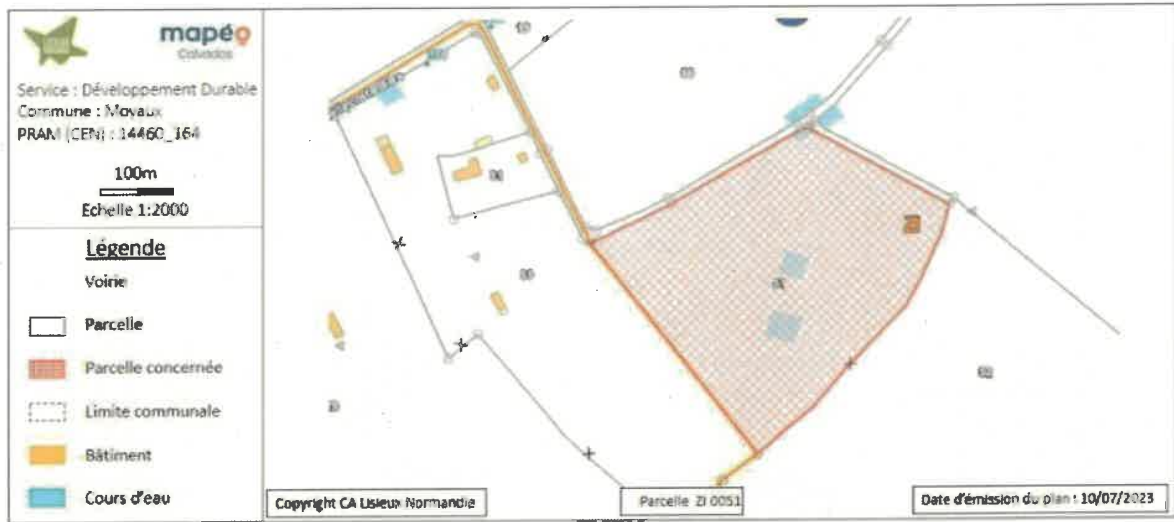 mapéo
Calvados
Service : Développement Durable
Commune : Moyaux
PRAM (CEN) : 14460_164
100m
Echelle 1:2000
Légende
Voirie
Parcelle
Parcelle concernée
Limite communale
Bâtiment
Cours d'eau
Copyright CA Lisieux Normandie
Parcelle ZI 0051
Date d'émission du plan : 10/07/2023